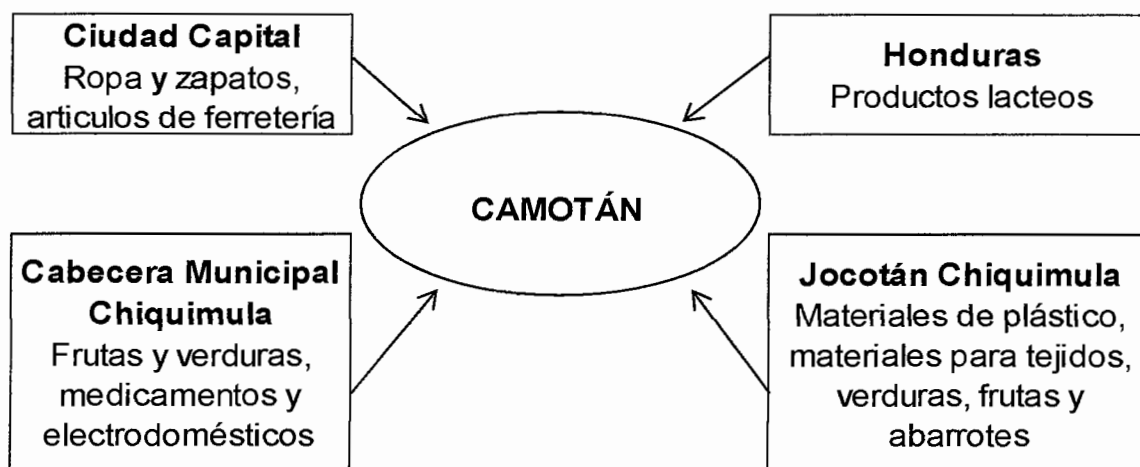 Ciudad Capital
Ropa y zapatos,
articulos de ferretería
Honduras
Productos lacteos
CAMOTÁN
Cabecera Municipal
Chiquimula
Frutas y verduras,
medicamentos y
electrodomésticos
Jocotán Chiquimula
Materiales de plástico,
materiales para tejidos,
verduras, frutas y
abarrotes